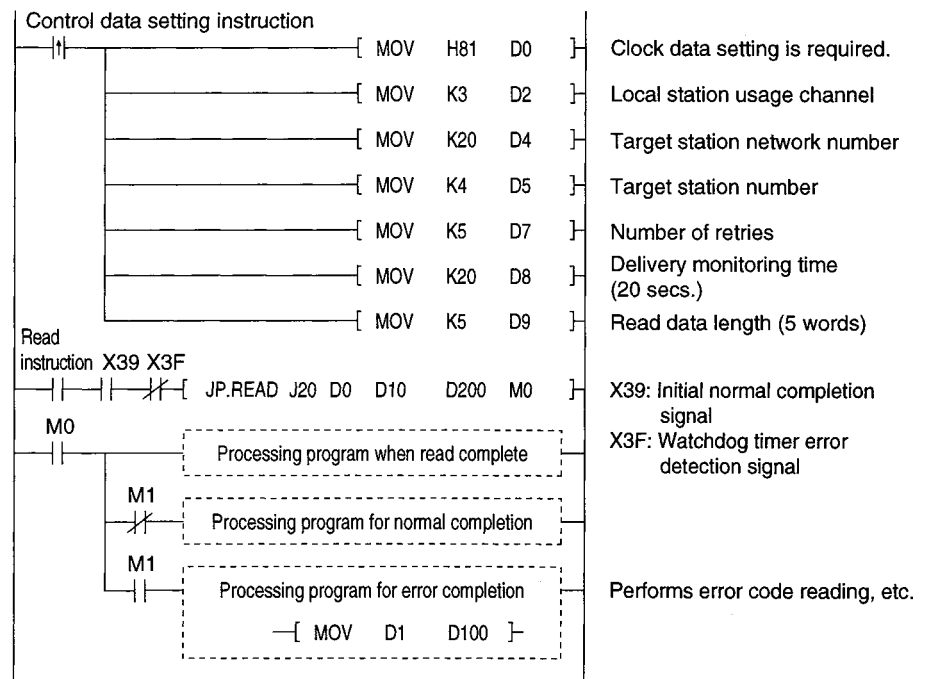 Control data setting instruction
MOV H81 D0 Clock data setting is required.
MOV K3 D2 Local station usage channel
MOV K20 D4 Target station network number
MOV K4 D5 Target station number
MOV K5 D7 Number of retries
MOV K20 D8 Delivery monitoring time
(20 secs.)
MOV K5 D9 Read data length (5 words)
Read
instruction X39 X3F
JP.READ J20 D0 D10 D200 M0 X39: Initial normal completion
signal
X3F: Watchdog timer error
detection signal
M0
Processing program when read complete
M1
Processing program for normal completion
M1
Processing program for error completion Performs error code reading, etc.
MOV D1 D100